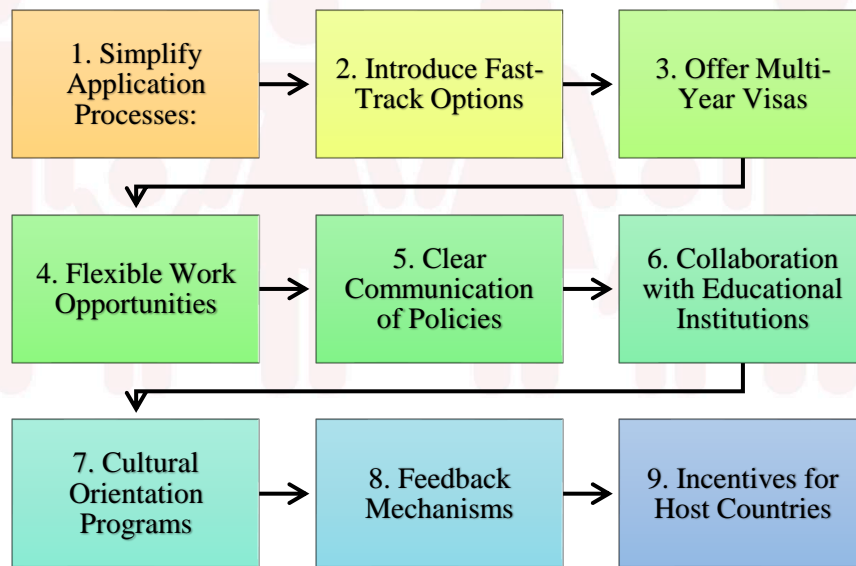 1. Simplify
Application
Processes:
2. Introduce Fast-
Track Options
3. Offer Multi-
Year Visas
4. Flexible Work
Opportunities
5. Clear
Communication
of Policies
6. Collaboration
with Educational
Institutions
7. Cultural
Orientation
Programs
8. Feedback
Mechanisms
9. Incentives for
Host Countries